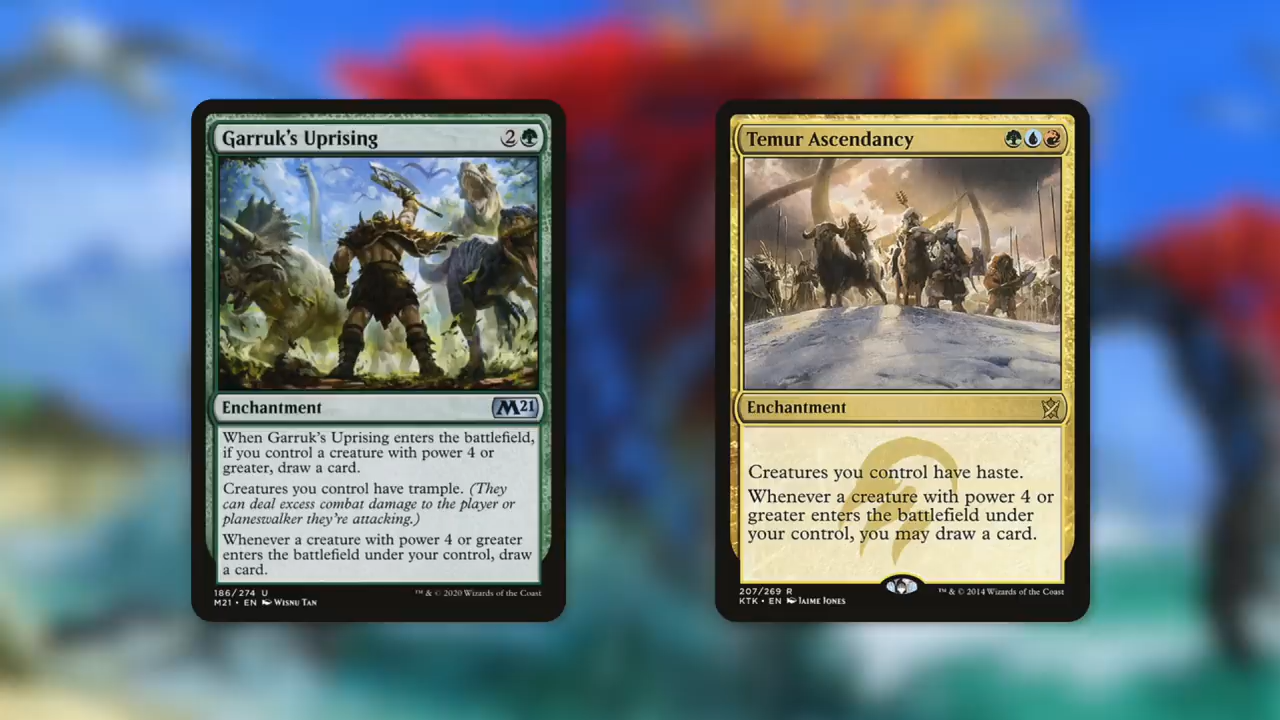 Garruk's Uprising 2
Enchantment M21
When Garruk's Uprising enters the battlefield,
if you control a creature with power 4 or
greater, draw a card.
Creatures you control have trample. (They
can deal excess combat damage to the player or
planeswalker they're attacking.)
Whenever a creature with power 4 or greater
enters the battlefield under your control, draw
a card.
186/274 U
M21 • EN Wisnu Tan
™ & © 2020 Wizards of the Coast
Temur Ascendancy
Enchantment
Creatures you control have haste.
Whenever a creature with power 4 or
greater enters the battlefield under
your control, you may draw a card.
207/269 R
KTK • EN Jaime Jones
™ & © 2014 Wizards of the Coast